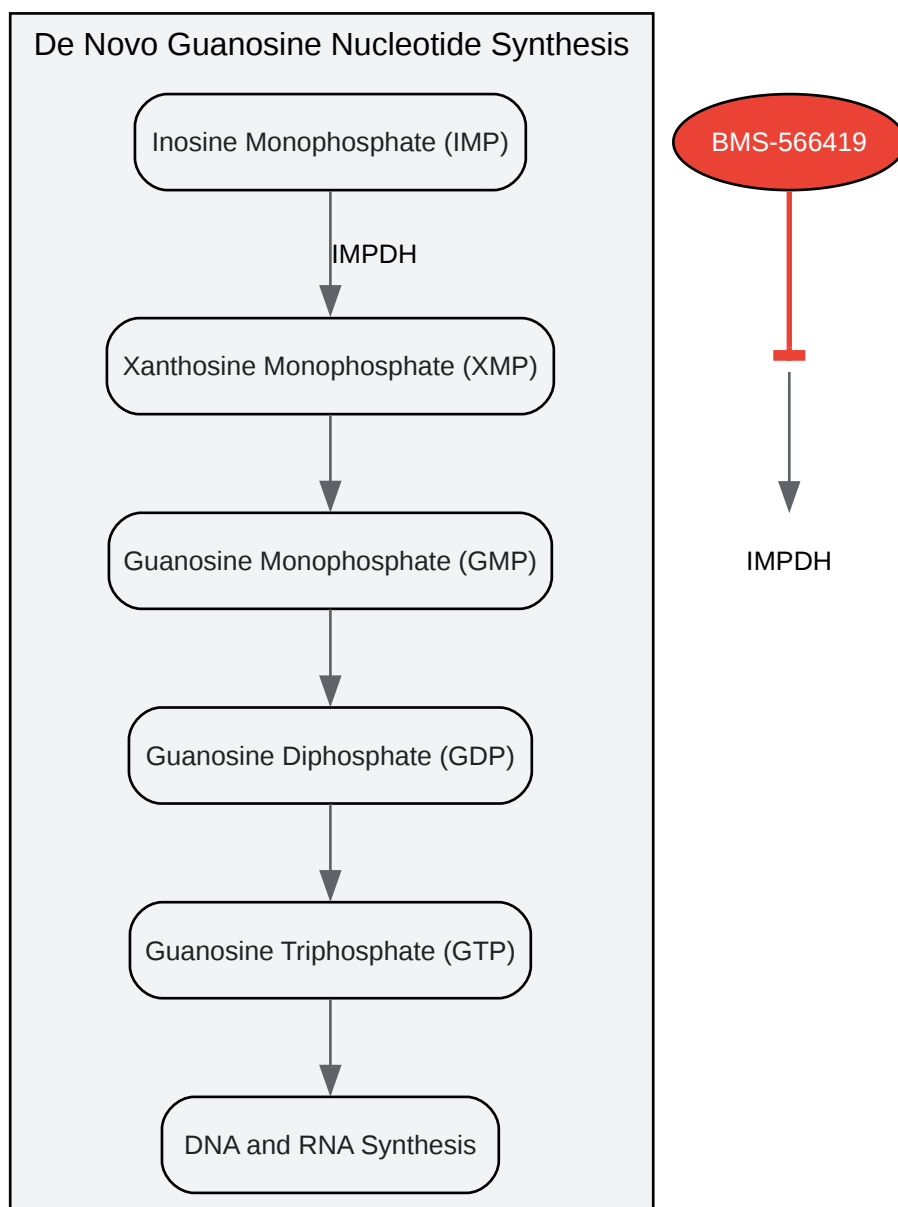 De Novo Guanosine Nucleotide Synthesis
Inosine Monophosphate (IMP)
IMPDH
Xanthosine Monophosphate (XMP)
Guanosine Monophosphate (GMP)
Guanosine Diphosphate (GDP)
Guanosine Triphosphate (GTP)
DNA and RNA Synthesis
BMS-566419
IMPDH